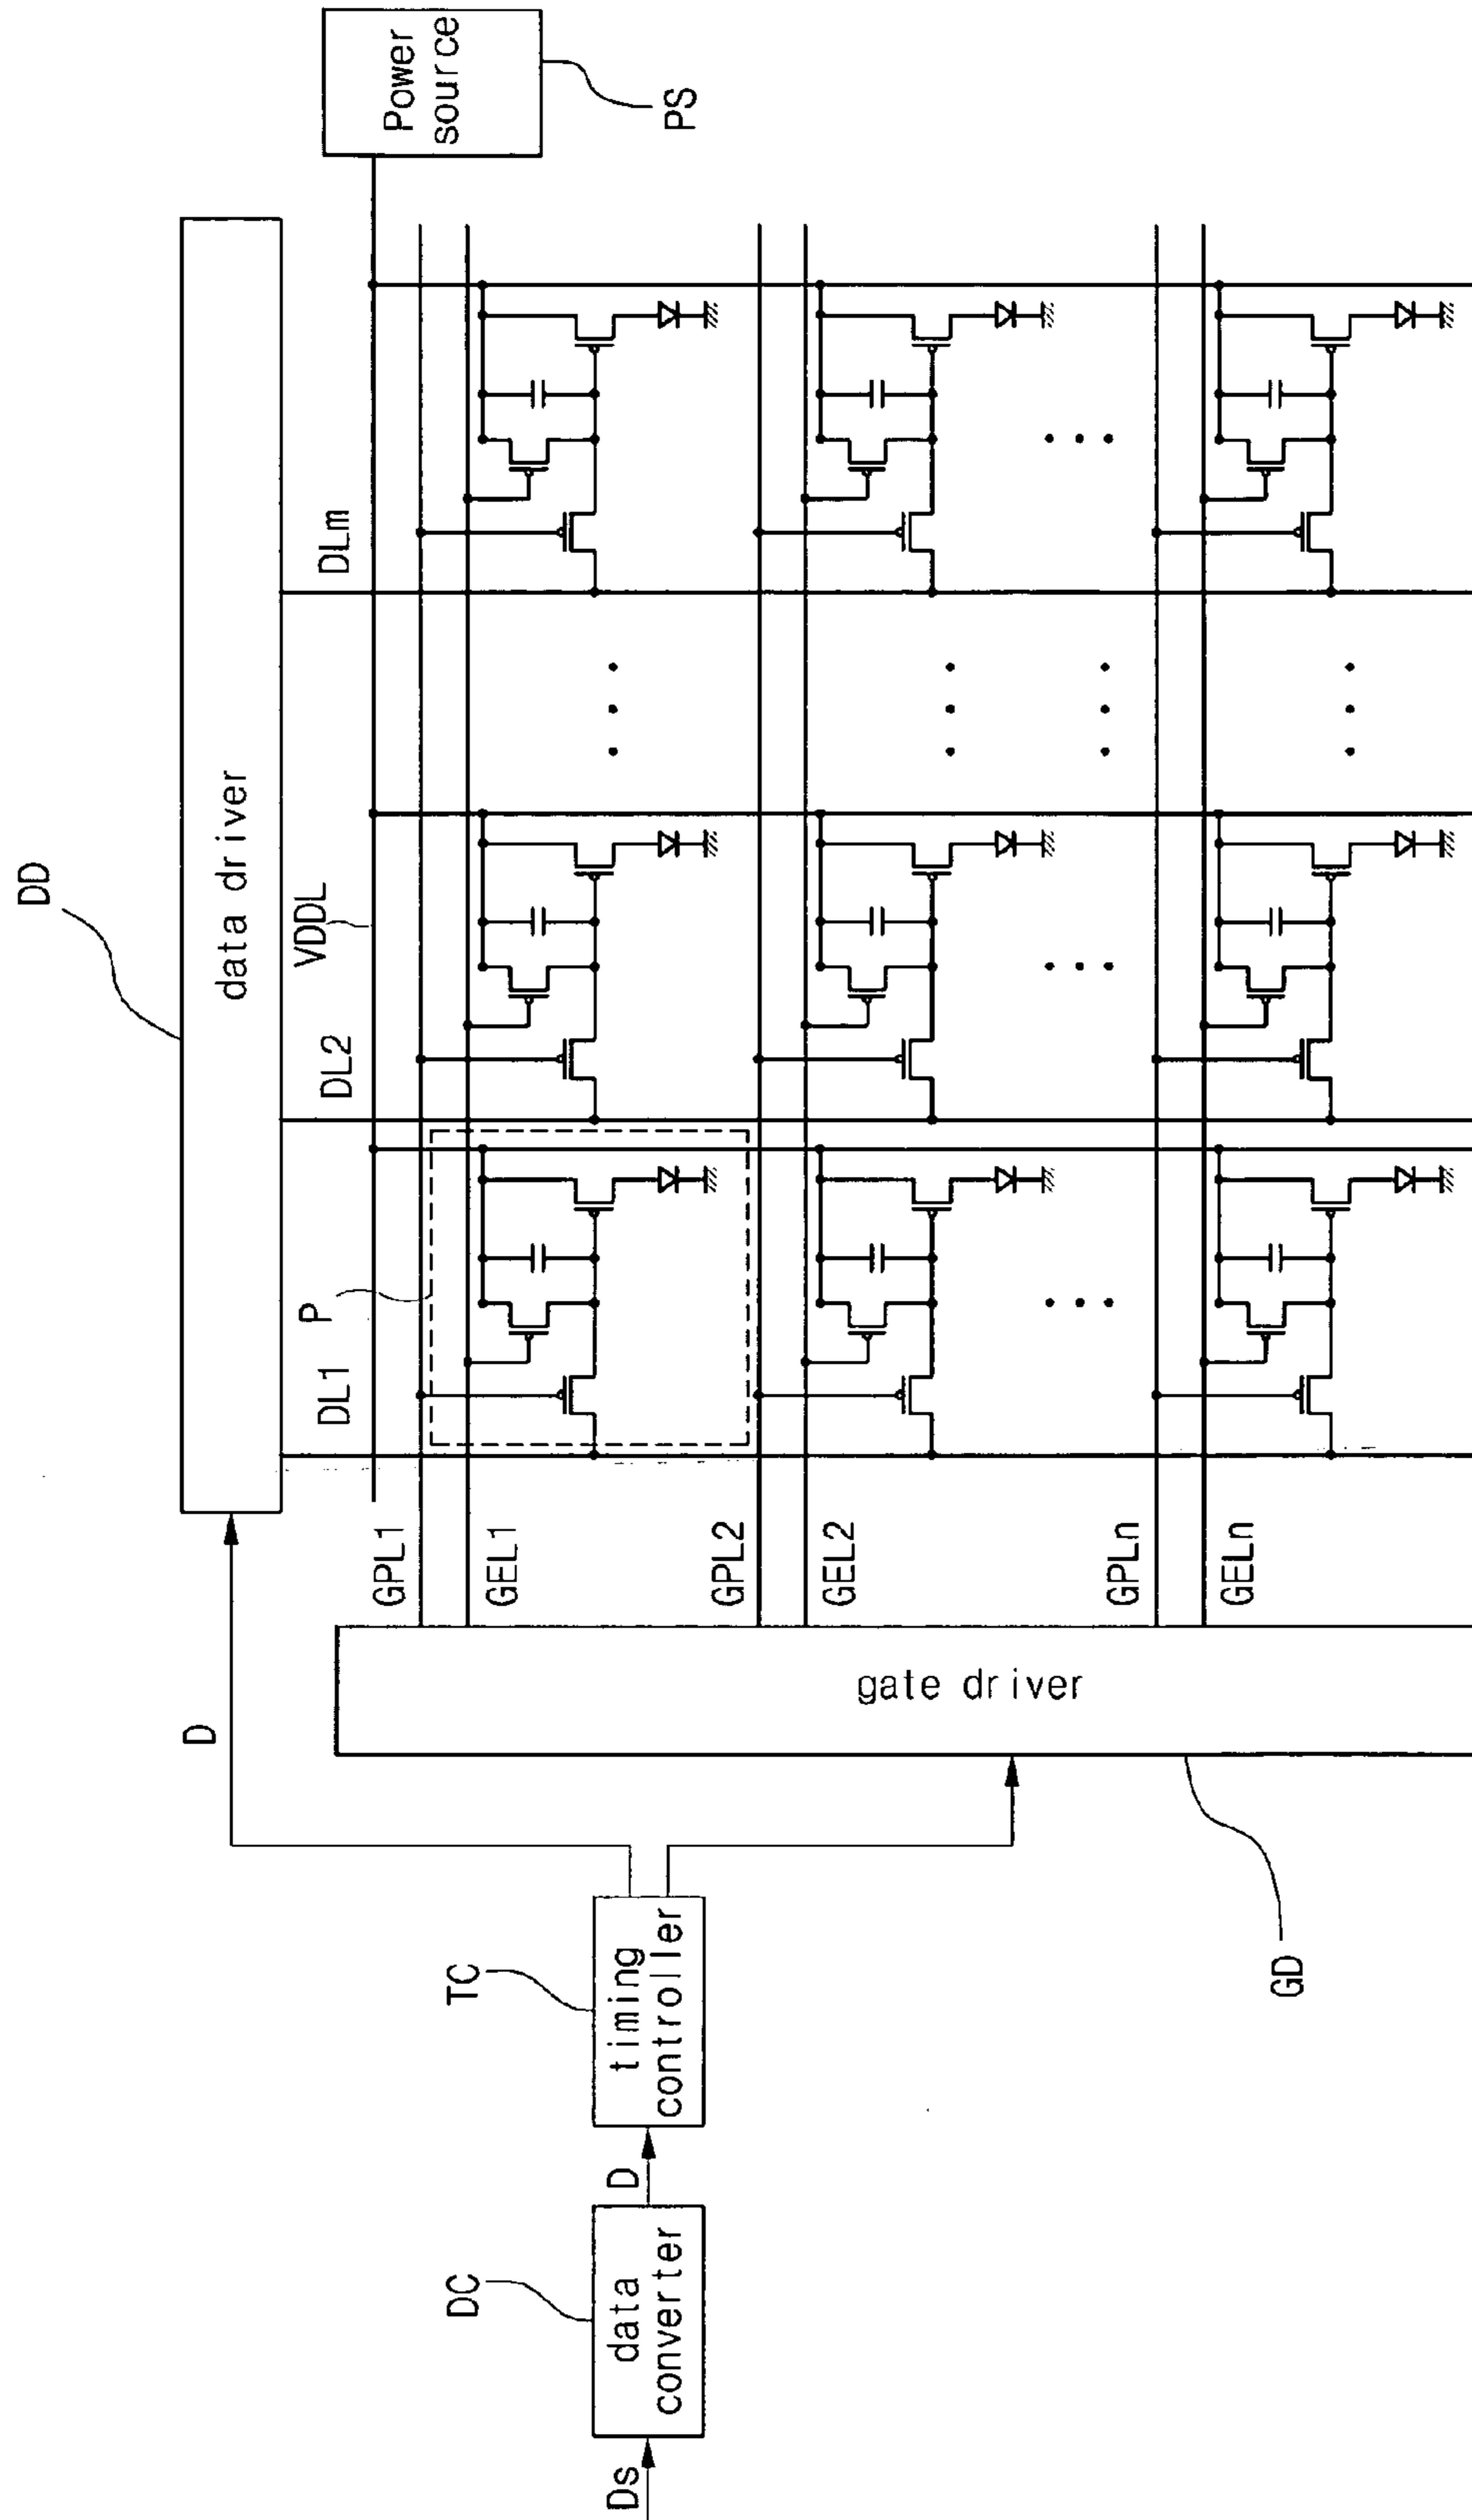 DD
data driver
Power
source
PS
DL1
P
DL2
VDDL
DLm
D
GPL1
GEL1
GPL2
GEL2
GPLn
GELn
gate driver
GD
TC
timing
controller
D
DC
data
converter
Ds